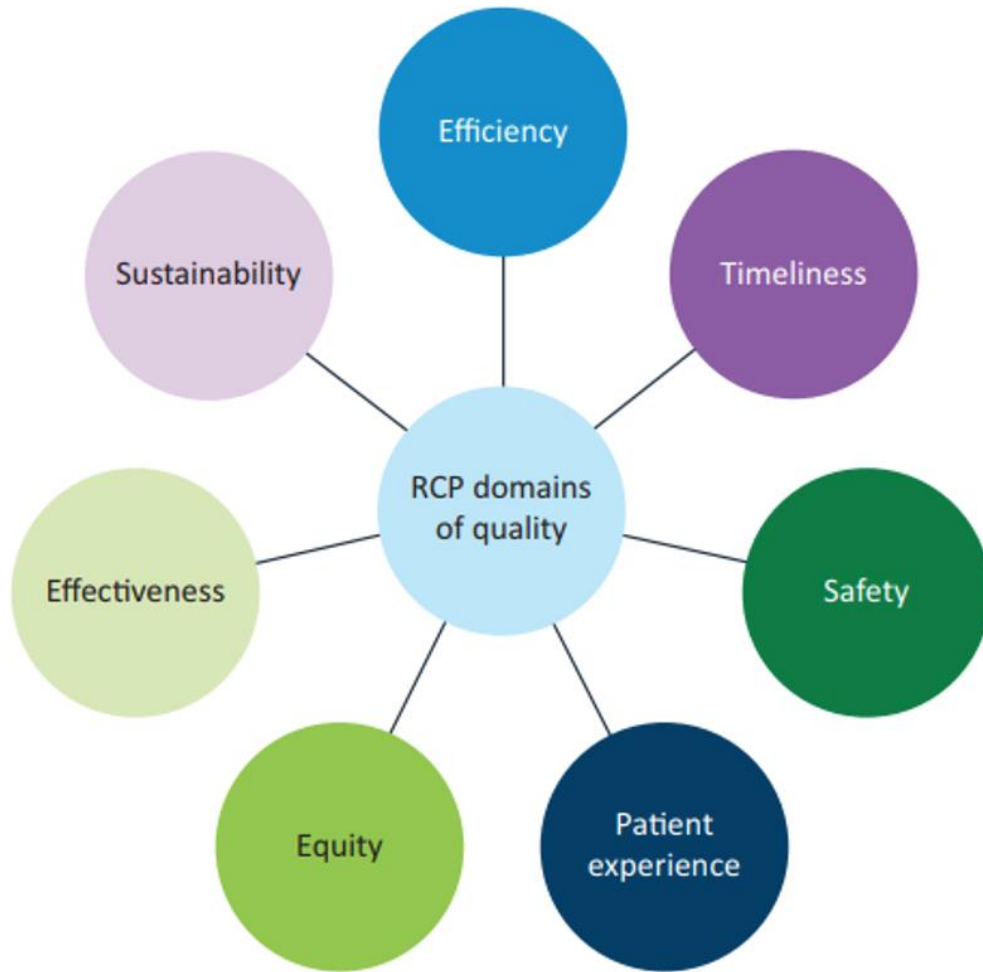 Efficiency
Timeliness
Safety
Patient
experience
Equity
Effectiveness
Sustainability
RCP domains
of quality